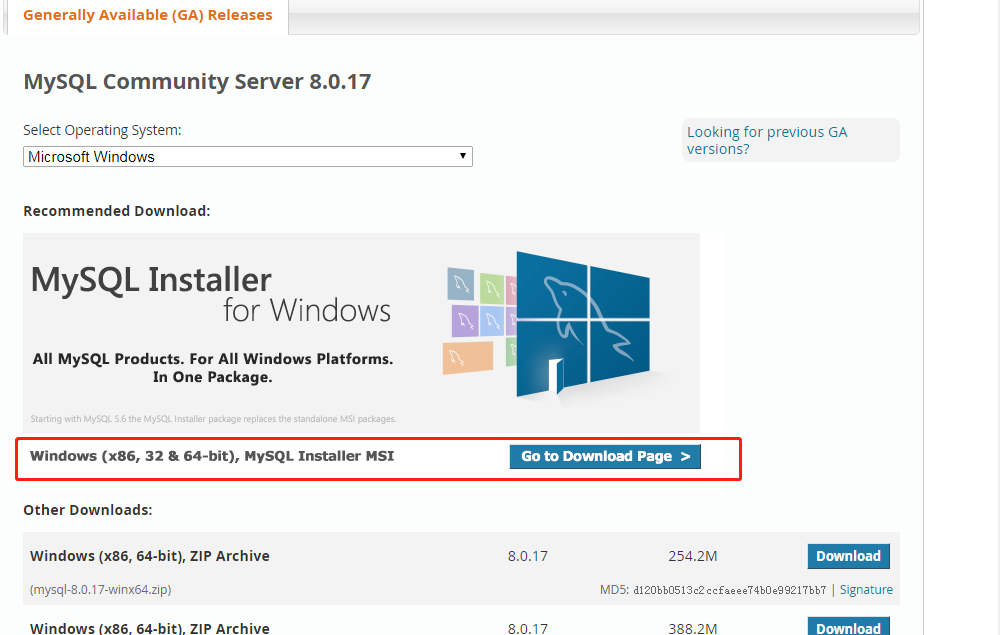 Generally Available (GA) Releases
MySQL Community Server 8.0.17
Select Operating System:
Microsoft Windows
Looking for previous GA
versions?
Recommended Download:
MySQL Installer
for Windows
All MySQL Products. For All Windows Platforms.
In One Package.
Starting with MySQL 5.6 the MySQL Installer package replaces the standalone MSI packages.
Windows (x86, 32 & 64-bit), MySQL Installer MSI
Go to Download Page >
Other Downloads:
Windows (x86, 64-bit), ZIP Archive 8.0.17 254.2M Download
(mysql-8.0.17-winx64.zip) MD5: d120bb0513c2ccfaeee74b0e99217bb7 | Signature
Windows (x86, 64-bit), ZIP Archive 8.0.17 388.2M Download